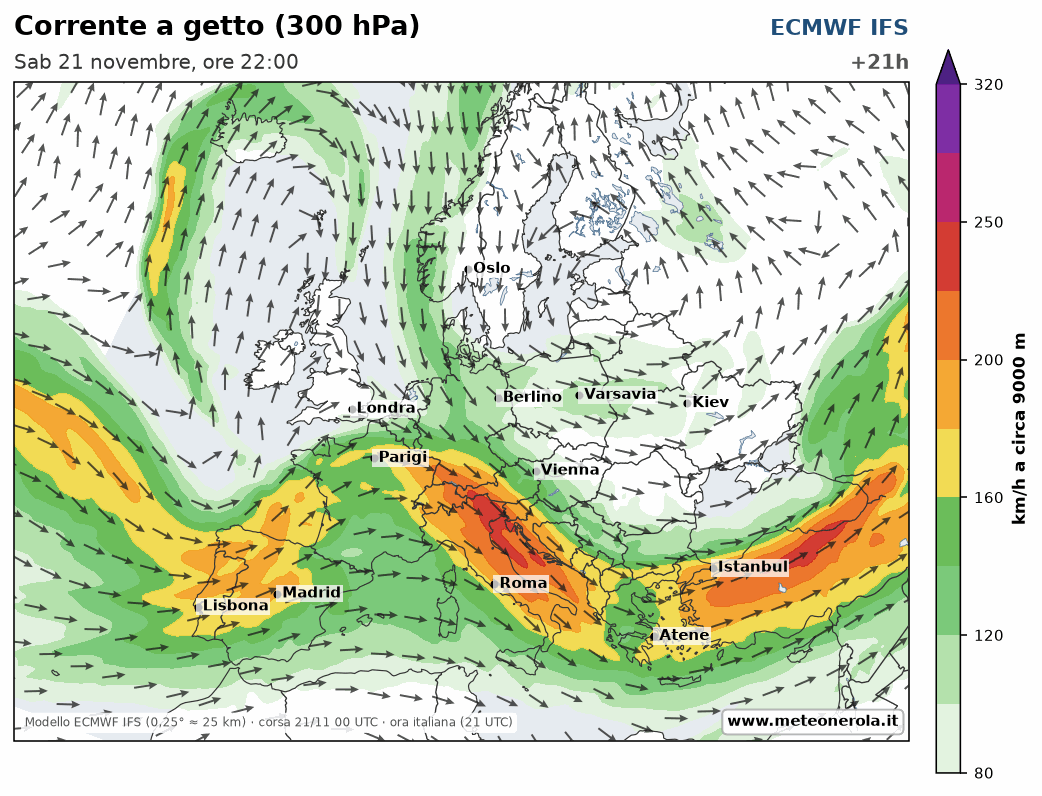 Corrente a getto (300 hPa)
ECMWF IFS
Sab 21 novembre, ore 22:00
+21h
320
250
200
160
120
80
km/h a circa 9000 m
Oslo
Londra
Berlino
Varsavia
Kiev
Parigi
Vienna
Istanbul
Roma
Madrid
Lisbona
Atene
Modello ECMWF IFS (0,25° ≈ 25 km) · corsa 21/11 00 UTC · ora italiana (21 UTC)
www.meteonerola.it